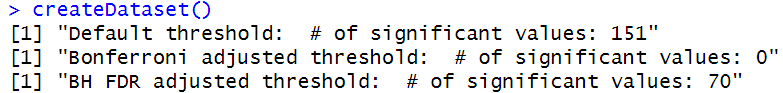 > createDataset()
[1] "Default threshold:  # of significant values: 151"
[1] "Bonferroni adjusted threshold:  # of significant values: 0"
[1] "BH FDR adjusted threshold:  # of significant values: 70"